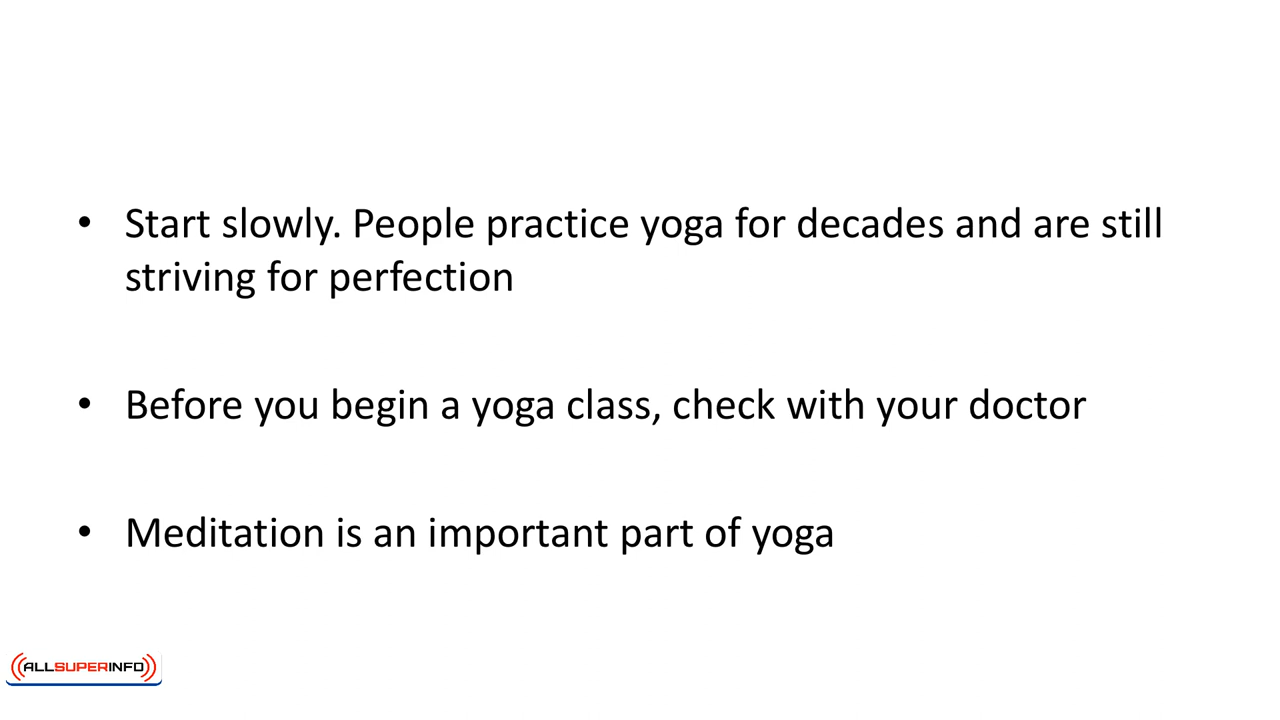 • Start slowly. People practice yoga for decades and are still
striving for perfection
• Before you begin a yoga class, check with your doctor
• Meditation is an important part of yoga
ALLSUPERINFO